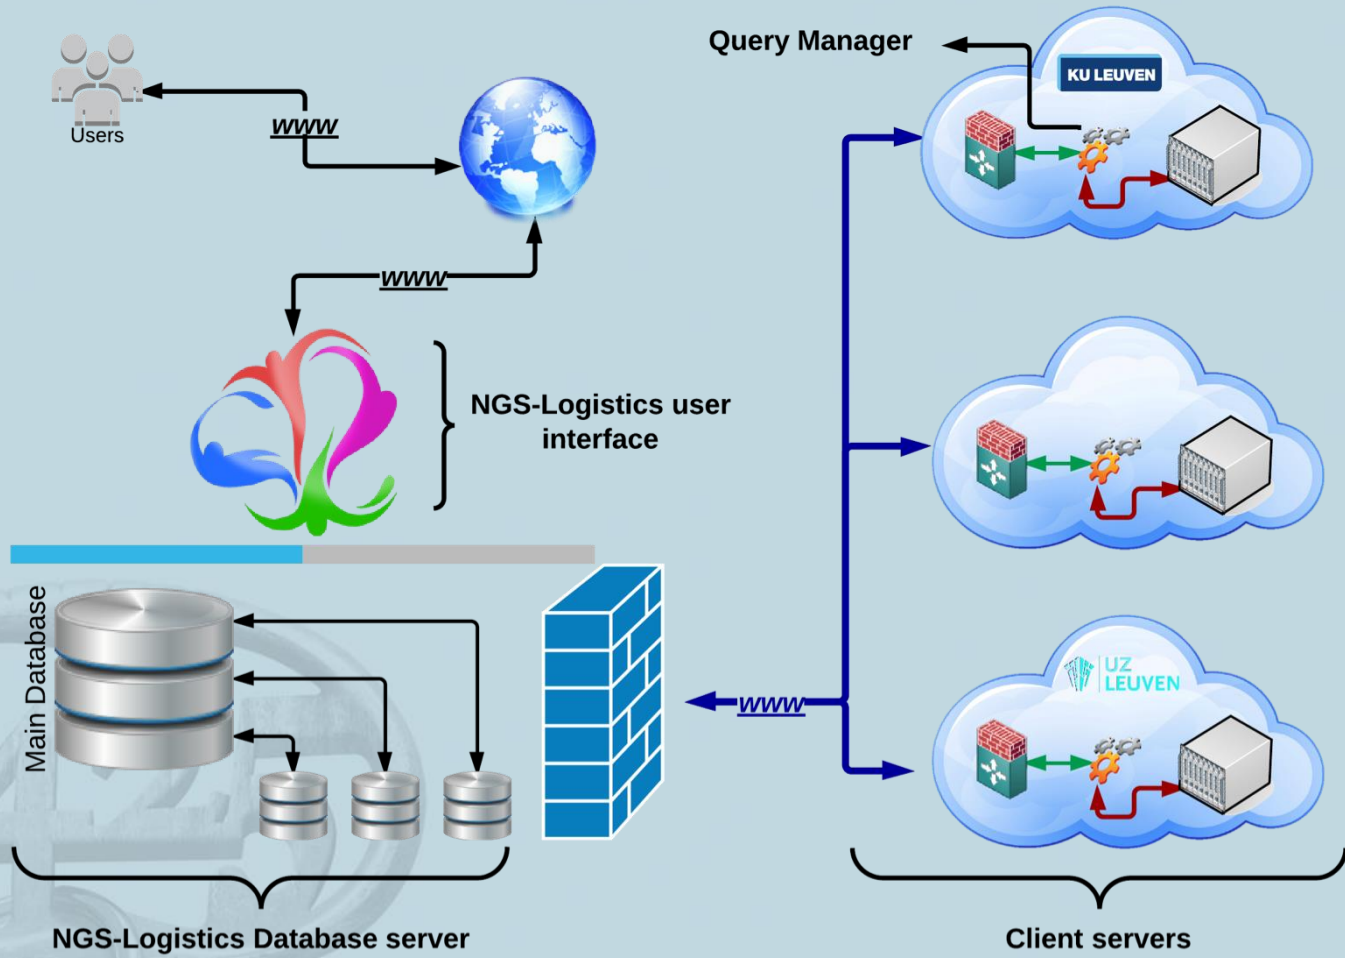 Query Manager
KU LEUVEN
Users
www
www
NGS-Logistics user
interface
Main Database
www
UZ
LEUVEN
NGS-Logistics Database server
Client servers